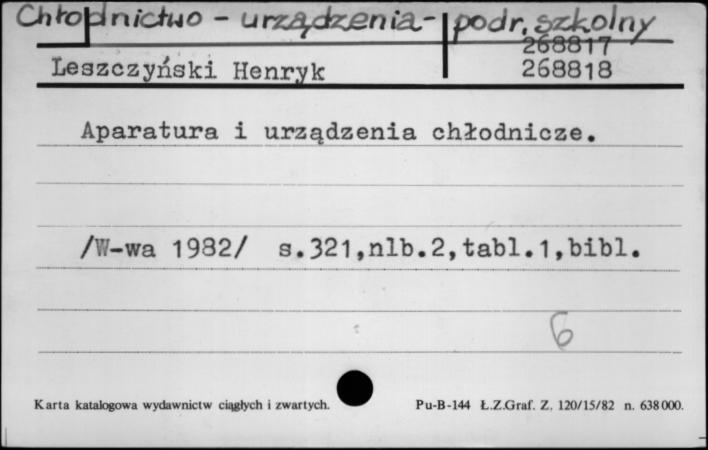 Chłodnictwo - urządzenia - podr. szkolny
268817
Leszczyński Henryk 268818
Aparatura i urządzenia chłodnicze.
/W-wa 1982/ s.321,nlb.2,tabl.1,bibl.
6
Karta katalogowa wydawnictw ciągłych i zwartych. Pu-B-144 Ł.Z.Graf. Z. 120/15/82 n. 638000.